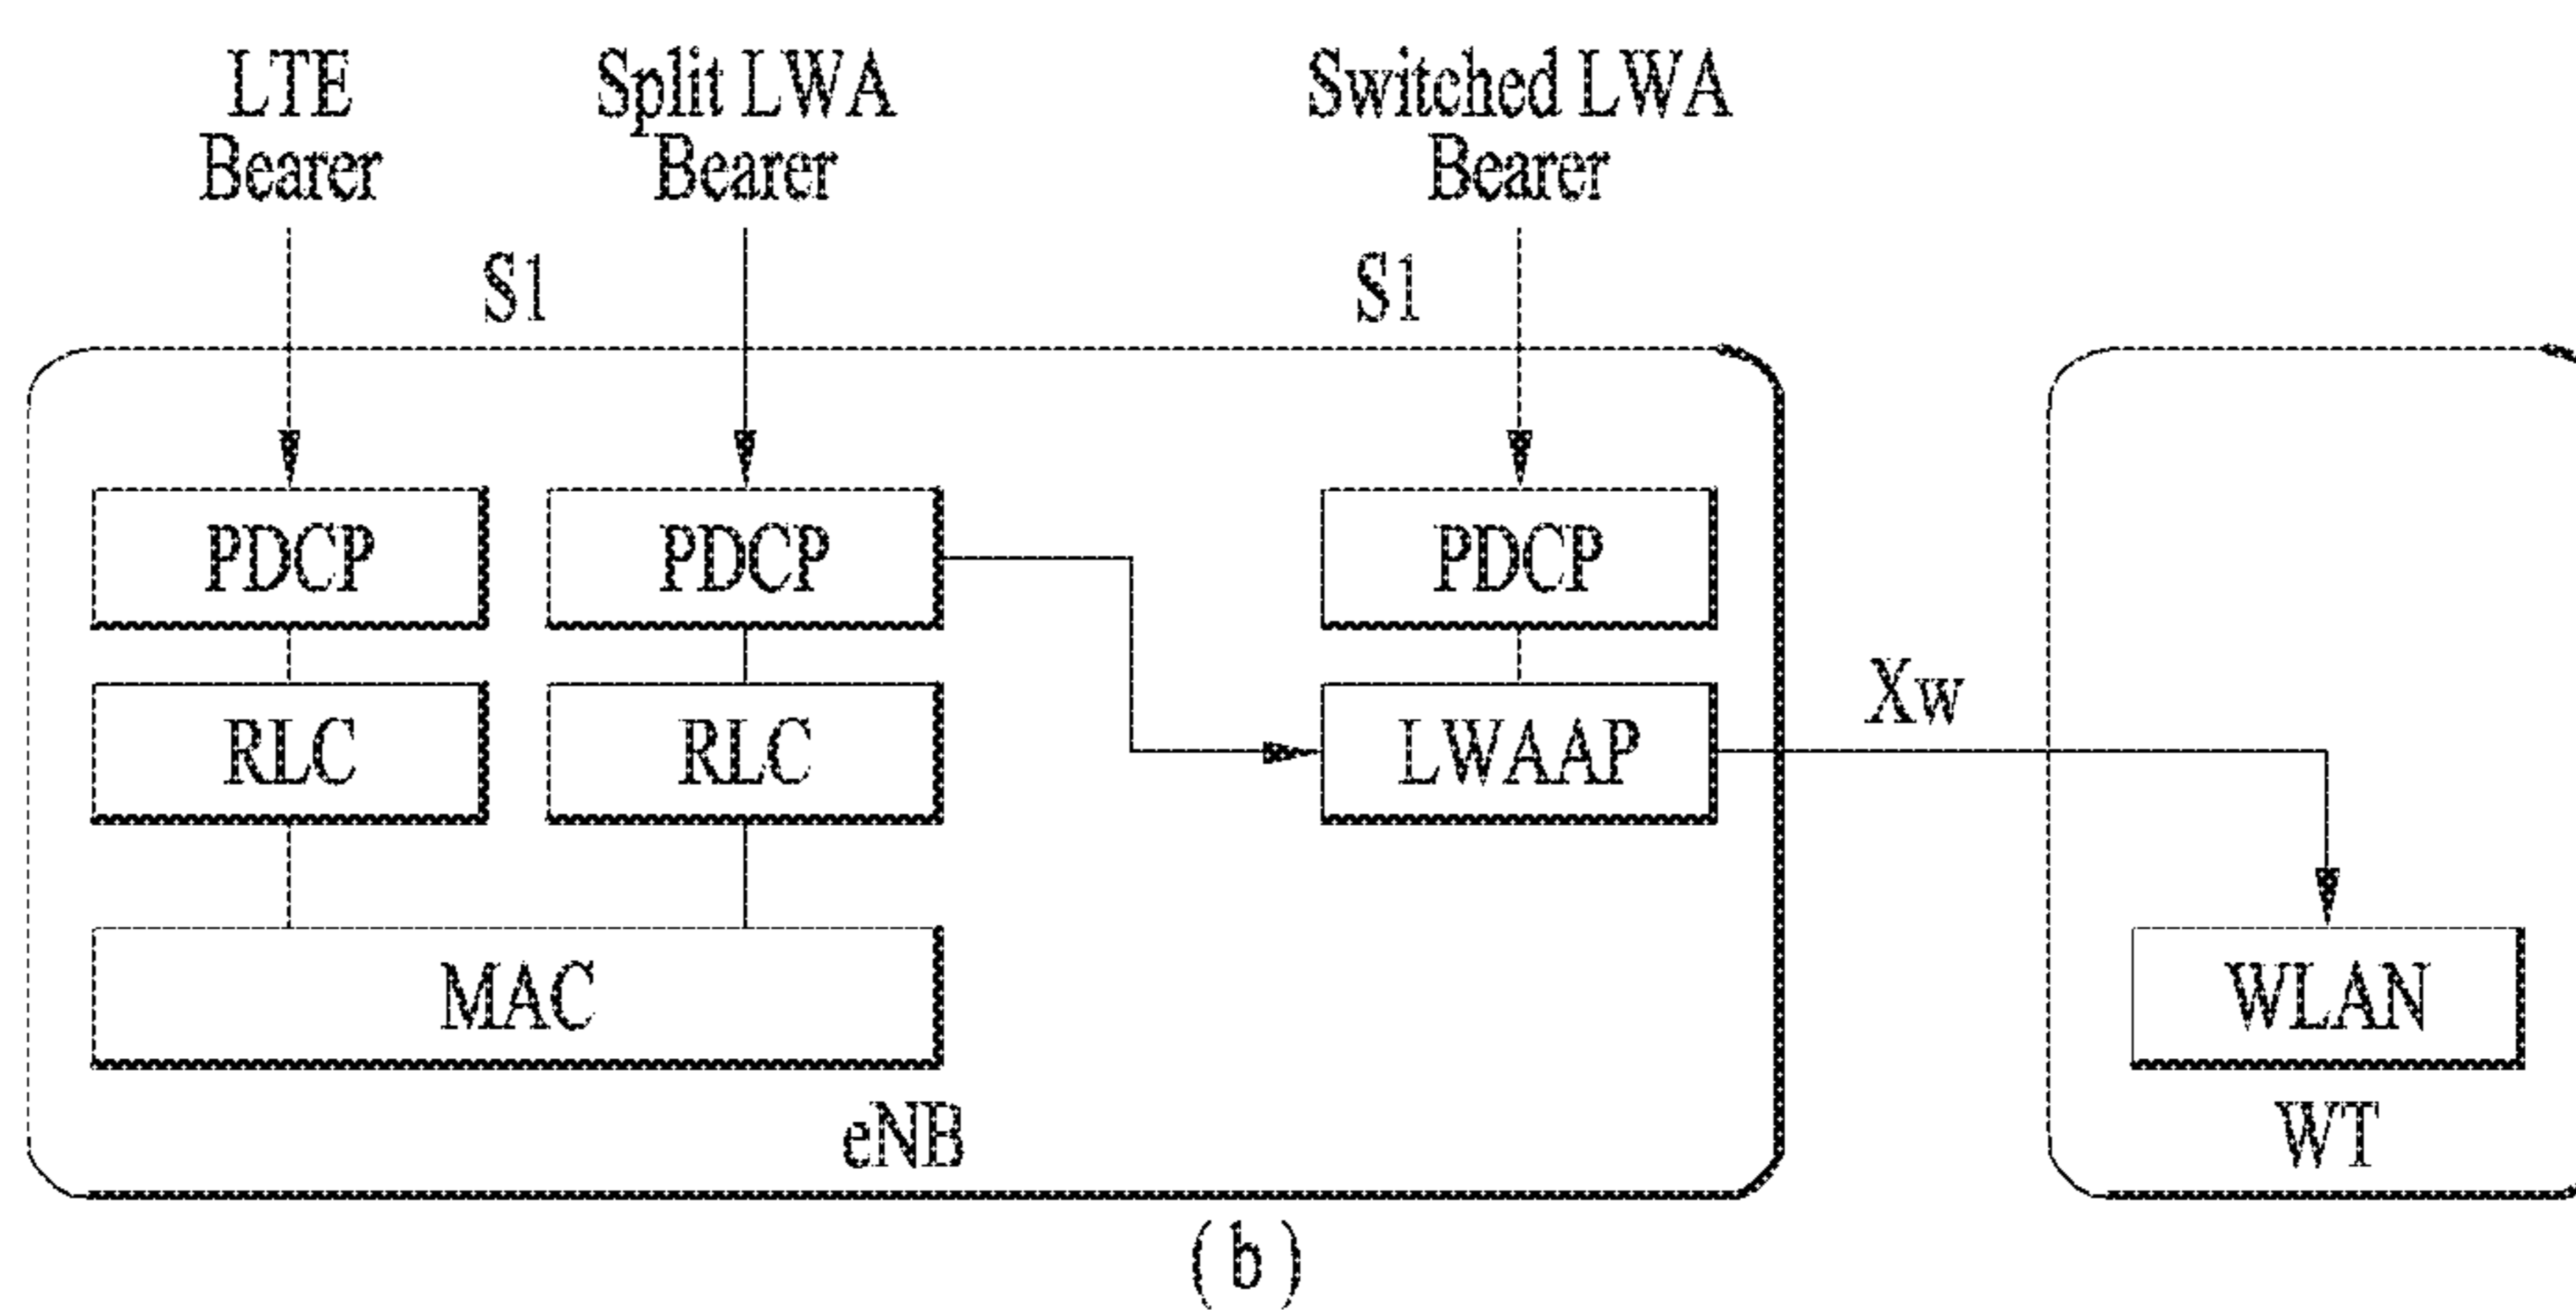 LTE
Bearer
Split LWA
Bearer
Switched LWA
Bearer
S1
S1
PDCP
PDCP
PDCP
RLC
RLC
LWAAP
Xw
MAC
WLAN
eNB
WT
( b )